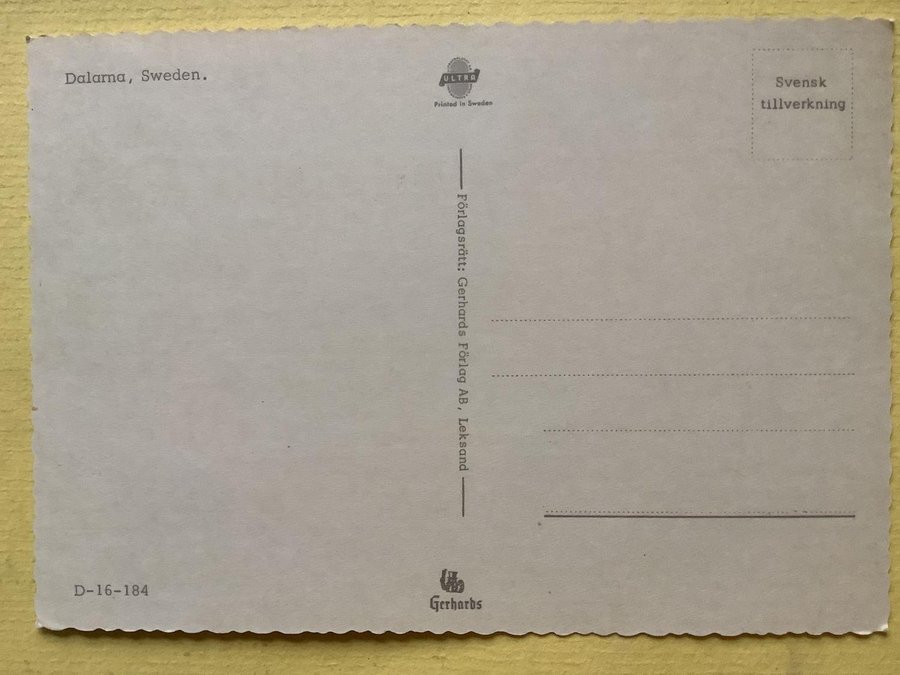 Dalarna, Sweden.
ULTRA
Printed in Sweden
Svensk
tillverkning
Förlagsrätt: Gerhards Förlag AB, Leksand
D-16-184
Gerhards